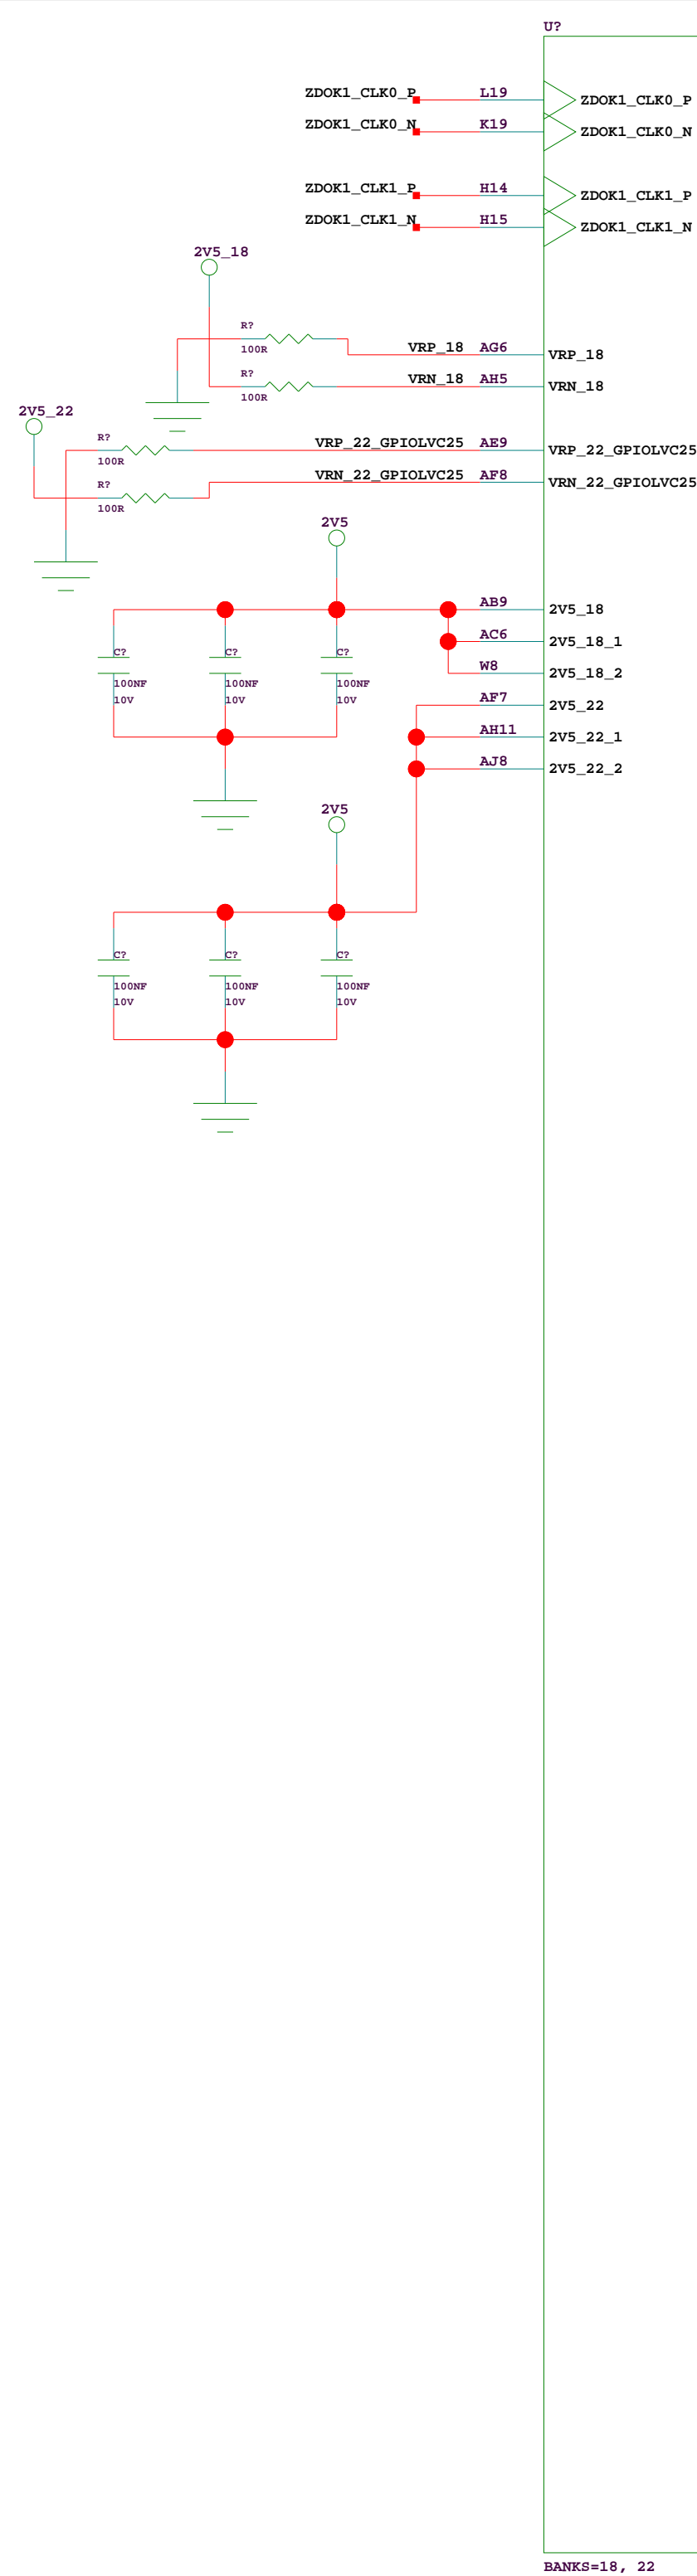 U?
ZDOK1_CLK0_P L19 ZDOK1_CLK0_P
ZDOK1_CLK0_N K19 ZDOK1_CLK0_N
ZDOK1_CLK1_P H14 ZDOK1_CLK1_P
ZDOK1_CLK1_N H15 ZDOK1_CLK1_N
2V5_18
R?
100R
VRP_18 AG6 VRP_18
R?
100R
VRN_18 AH5 VRN_18
2V5_22
R?
100R
VRP_22_GPIOLVC25 AE9 VRP_22_GPIOLVC25
R?
100R
VRN_22_GPIOLVC25 AF8 VRN_22_GPIOLVC25
2V5
AB9 2V5_18
AC6 2V5_18_1
W8 2V5_18_2
AF7 2V5_22
AH11 2V5_22_1
AJ8 2V5_22_2
C? C? C?
100NF 100NF 100NF
10V 10V 10V
2V5
C? C? C?
100NF 100NF 100NF
10V 10V 10V
BANKS=18, 22